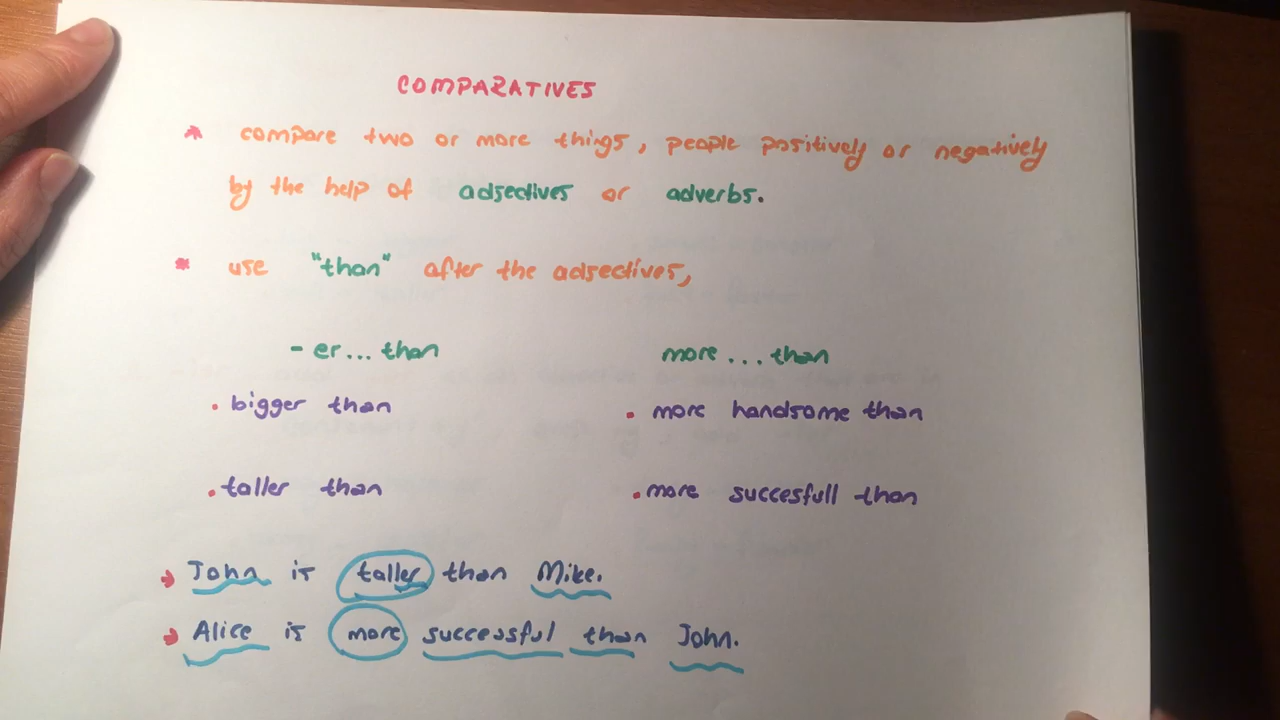 COMPARATIVES
* compare two or more things, people positively or negatively
by the help of adsectives or adverbs.
* use "than" after the adsectives,
- er... than more ... than
. bigger than . more handsome than
. taller than . more succesfull than
→ John is taller than Mike.
→ Alice is more successful than John.